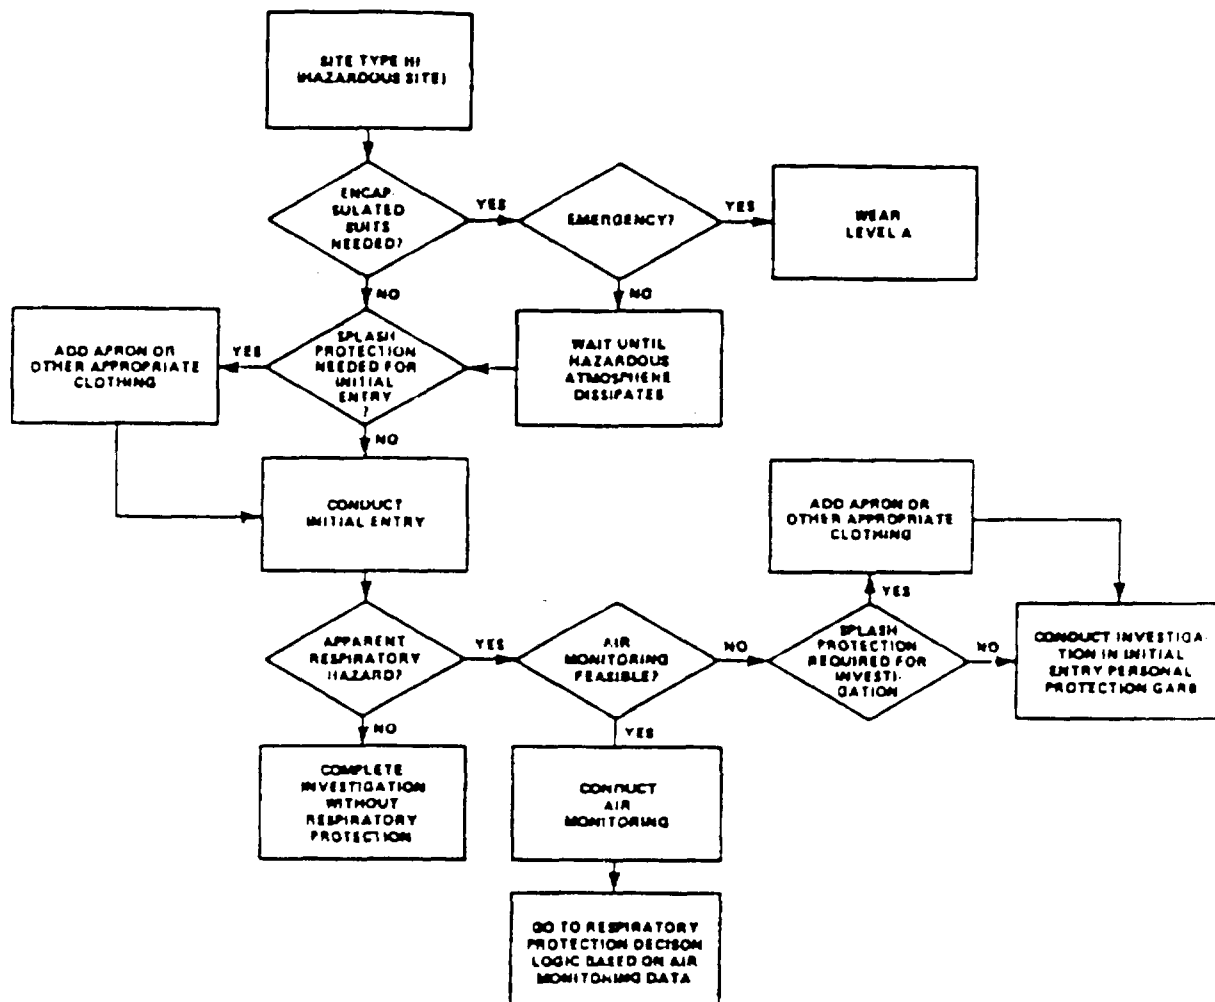 SITE TYPE HI
(HAZARDOUS SITE)
ENCAP-
SULATED
SUITS
NEEDED?
YES
EMERGENCY?
YES
WEAR
LEVEL A
NO
NO
ADD APRON OR
OTHER APPROPRIATE
CLOTHING
YES
SPLASH
PROTECTION
NEEDED FOR
INITIAL
ENTRY
?
WAIT UNTIL
HAZARDOUS
ATMOSPHENE
DISSIPATES
NO
CONDUCT
INITIAL ENTRY
ADD APRON OR
OTHER APPROPRIATE
CLOTHING
YES
APPARENT
RESPIRATORY
HAZARD?
YES
AIR
MONITORING
FEASIBLE?
NO
SPLASH
PROTECTION
REQUIRED FOR
INVESTI-
GATION
NO
CONDUCT INVESTIGA-
TION IN INITIAL
ENTRY PERSONAL
PROTECTION GARB
NO
YES
COMPLETE
INVESTIGATION
WITHOUT
RESPIRATORY
PROTECTION
CONDUCT
AIR
MONITORING
GO TO RESPIRATORY
PROTECTION DECISON
LOGIC BASED ON AIR
MONITORING DATA